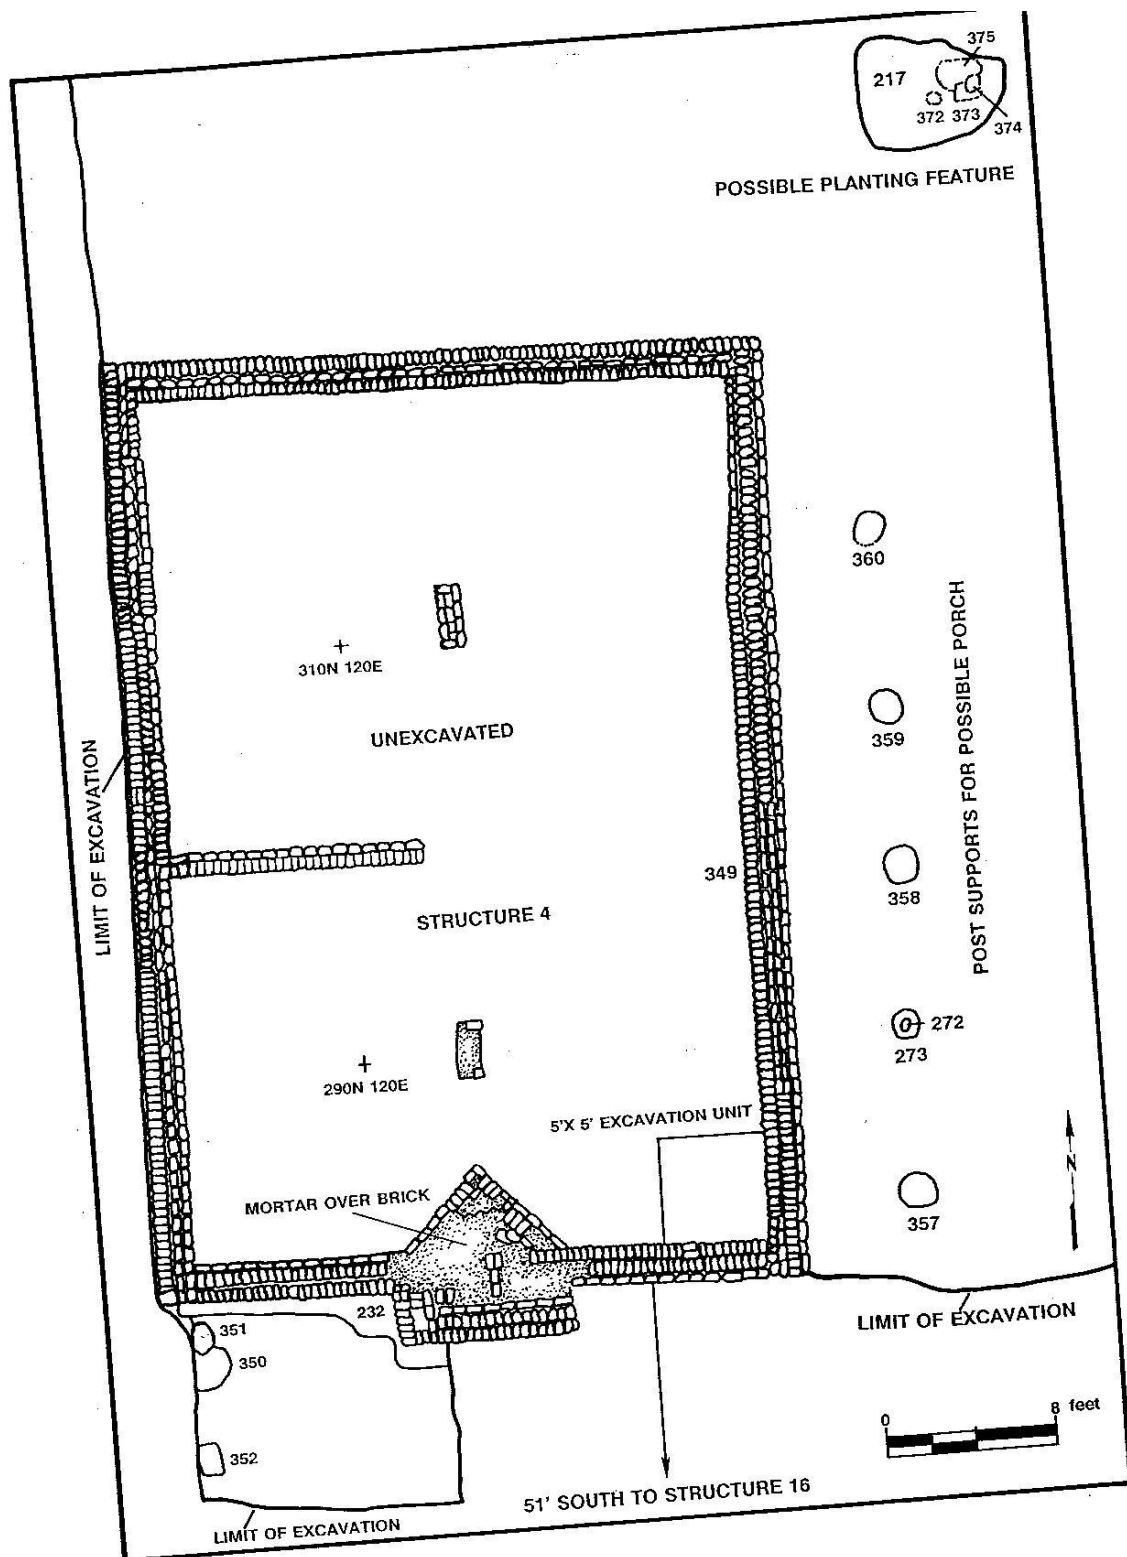 375
217
372 373
374
POSSIBLE PLANTING FEATURE
360
310N 120E
UNEXCAVATED
359
LIMIT OF EXCAVATION
POST SUPPORTS FOR POSSIBLE PORCH
349
358
STRUCTURE 4
272
273
290N 120E
5'X 5' EXCAVATION UNIT
N
MORTAR OVER BRICK
357
232
351
350
LIMIT OF EXCAVATION
352
0 8 feet
51' SOUTH TO STRUCTURE 16
LIMIT OF EXCAVATION